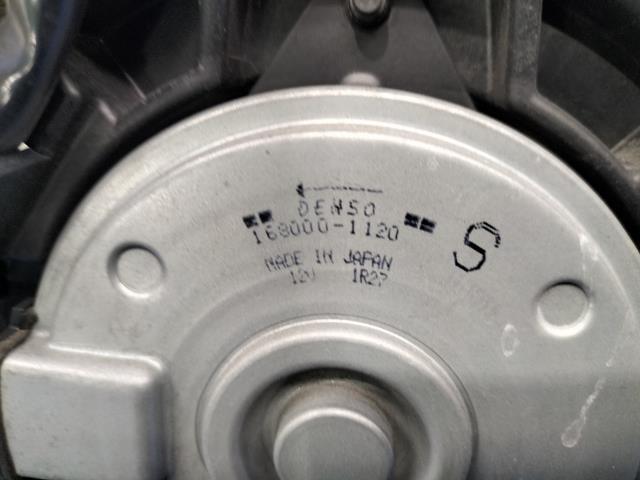 DENSO
168000-1120
S
MADE IN JAPAN
12V 1R27